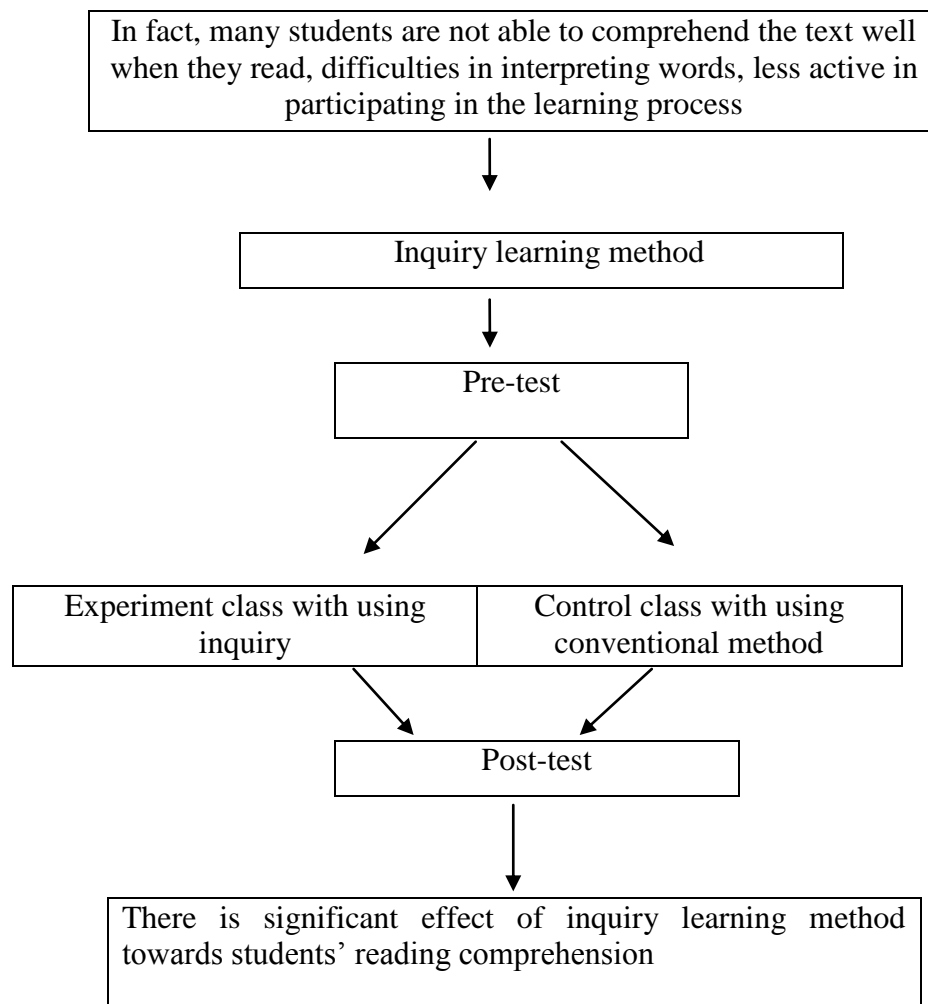 In fact, many students are not able to comprehend the text well
when they read, difficulties in interpreting words, less active in
participating in the learning process
Inquiry learning method
Pre-test
Experiment class with using
inquiry
Control class with using
conventional method
Post-test
There is significant effect of inquiry learning method
towards students’ reading comprehension